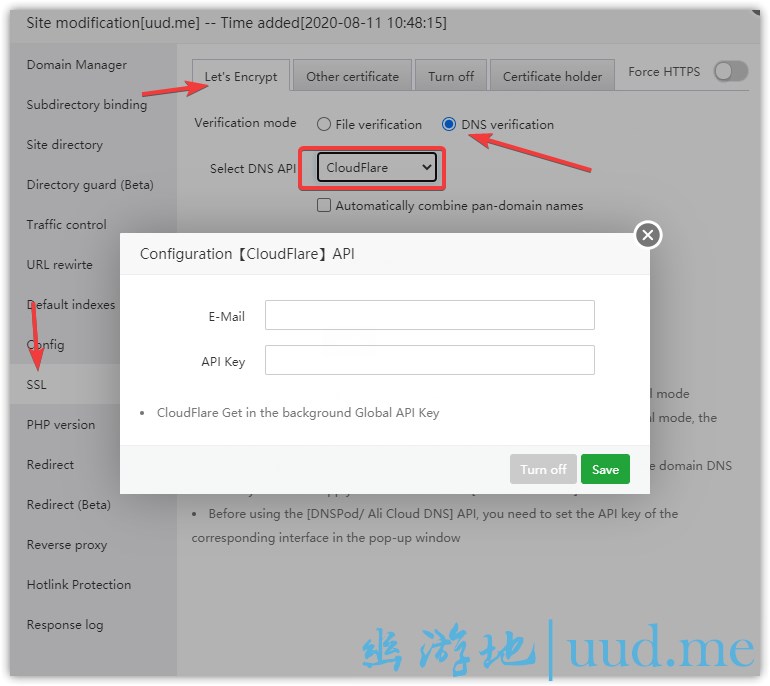 Site modification[uud.me] -- Time added[2020-08-11 10:48:15]
Domain Manager
Subdirectory binding
Site directory
Directory guard (Beta)
Traffic control
URL rewirte
Default indexes
Config
SSL
PHP version
Redirect
Redirect (Beta)
Reverse proxy
Hotlink Protection
Response log
Let's Encrypt
Other certificate
Turn off
Certificate holder
Force HTTPS
Verification mode
File verification
DNS verification
Select DNS API
CloudFlare
Automatically combine pan-domain names
Configuration【CloudFlare】API
E-Mail
API Key
• CloudFlare Get in the background Global API Key
Turn off
Save
l mode
l mode, the
e domain DNS
• Before using the [DNSPod/ Ali Cloud DNS] API, you need to set the API key of the
corresponding interface in the pop-up window
幽游地|uud.me